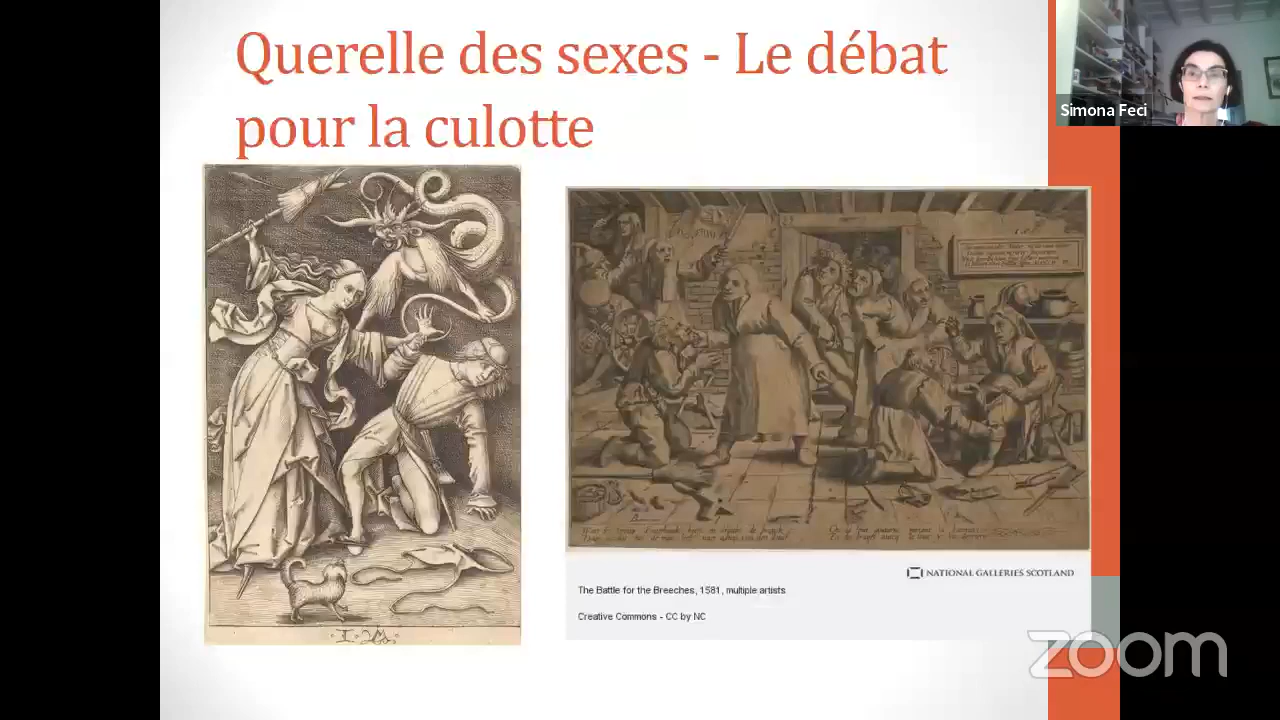 Querelle des sexes - Le débat
pour la culotte
Simona Feci
NATIONAL GALLERIES SCOTLAND
The Battle for the Breeches, 1581, multiple artists
Creative Commons - CC by NC
zoom